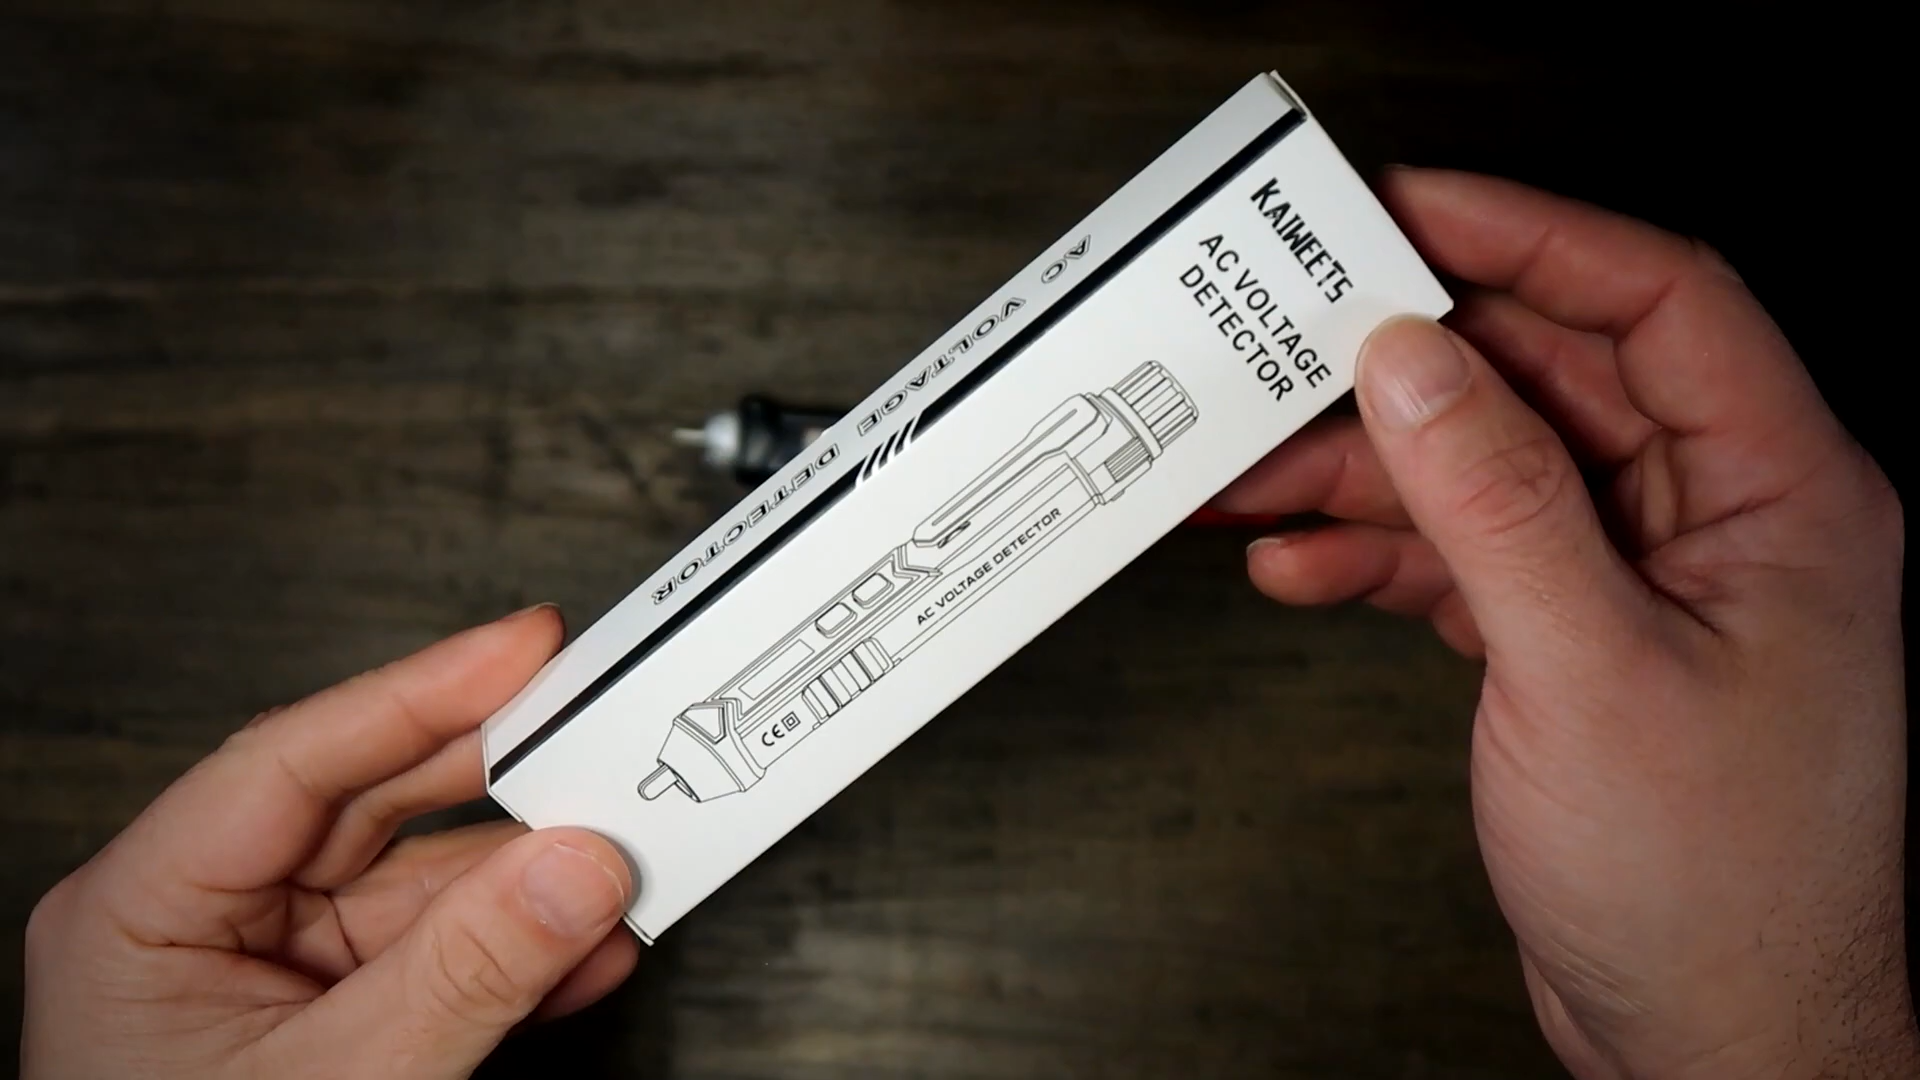 KAIWEETS
AC VOLTAGE
DETECTOR
AC VOLTAGE DETECTOR
AC VOLTAGE DETECTOR
CE